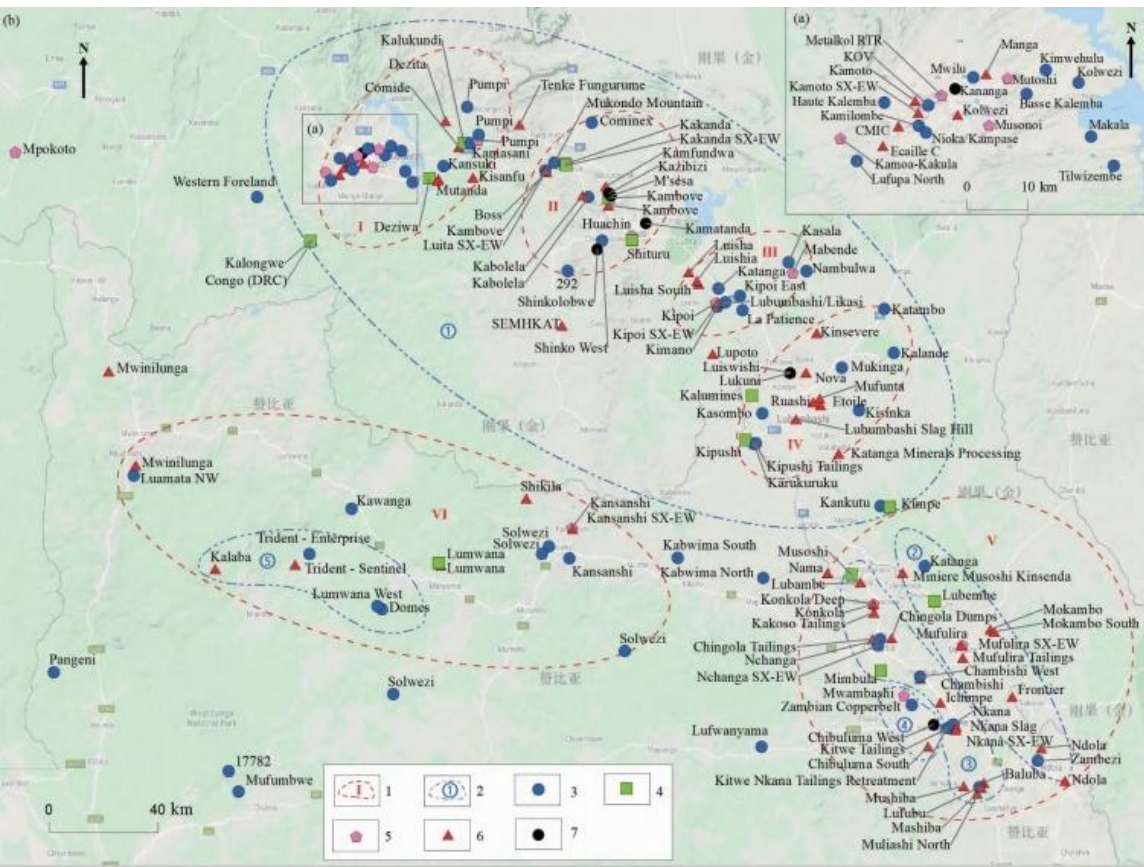 (b)
(a)
N
N
Metalkol RTR
KOV
Kamoto
Kamoto SX-EW
Haute Kalemba
Kamilombe
CMIC
Ecaille C
Kamoa-Kakula
Lufupa North
Mwilu
Manga
Kananga
Kolwezi
Mutoshi
Kimwehulu
Kolwezi
Basse Kalemba
Musonoi
Nioka/Kampase
Makala
Tilwizembe
0 10 km
Kalukundi
Dezita
Comide
Pumpi
Pumpi
Pumpi
Tenke Fungurume
Mukondo Mountain
Cominex
Kakanda
Kakanda SX-EW
Kamfundwa
Kazibizi
M'sesa
Kambove
Kambove
Kamatanda
Mpokoto
(a)
Western Foreland
Kamasani
Kansuki
Kisanfu
Mutanda
Deziwa
I
II
Boss
Kambove
Luita SX-EW
Huachin
Shituru
Kalongwe
Congo (DRC)
Kabolela
Kabolela
292
Shinkolobwe
SEMHKAT
Shinko West
①
III
Luisha
Luishia
Luisha South
Kasala
Mabende
Nambulwa
Katanga
Kipoi East
Lubumbashi/Likasi
La Patience
Kipoi
Kipoi SX-EW
Kimano
Katambo
Kinsevere
Kalande
Lupoto
Luiswishi
Lukuni
Nova
Mukinga
Mufunta
Kalumines
Ruashi
Etoile
Kasombo
Kisinka
Lubumbashi Slag Hill
IV
Kipushi
Kipushi Tailings
Karukuruku
Katanga Minerals Processing
雨果（金）
雨果（金）
赞比亚
赞比亚
Mwinilunga
Mwinilunga
Luamata NW
Kawanga
VI
Shikila
Kansanshi
Kansanshi SX-EW
Solwezi
Solwezi
Kansanshi
Trident - Enterprise
⑤
Kalaba
Trident - Sentinel
Lumwana
Lumwana
Lumwana West
Domes
Solwezi
Solwezi
赞比亚
Pangeni
17782
Mufumbwe
Kankutu
Kimpe
雨果（金）
V
Kabwima South
Kabwima North
Musoshi
Nama
Lubambe
②
Katanga
Miniere Musoshi Kinsenda
Lubembe
Konkola/Deep
Konkola
Kakoso Tailings
Chingola Dumps
Mokambo
Mokambo South
Mufulira
Mufulira SX-EW
Mufulira Tailings
Chingola Tailings
Nchanga
Nchanga SX-EW
Chambishi West
Chambishi
Mimbula
Mwambashi
Ichimpe
Frontier
Zambian Copperbelt
Nkana
雨果（金）
④
Nkana Slag
Nkana SX-EW
Lufwanyama
Chibuluma West
Kitwe Tailings
Chibuluma South
Kitwe Nkana Tailings Retreatment
③
Ndola
Zambezi
Baluba
Ndola
Mushiba
Lufubu
Mashiba
Muliashi North
赞比亚
0 40 km
I 1
① 2
3
4
5
6
7